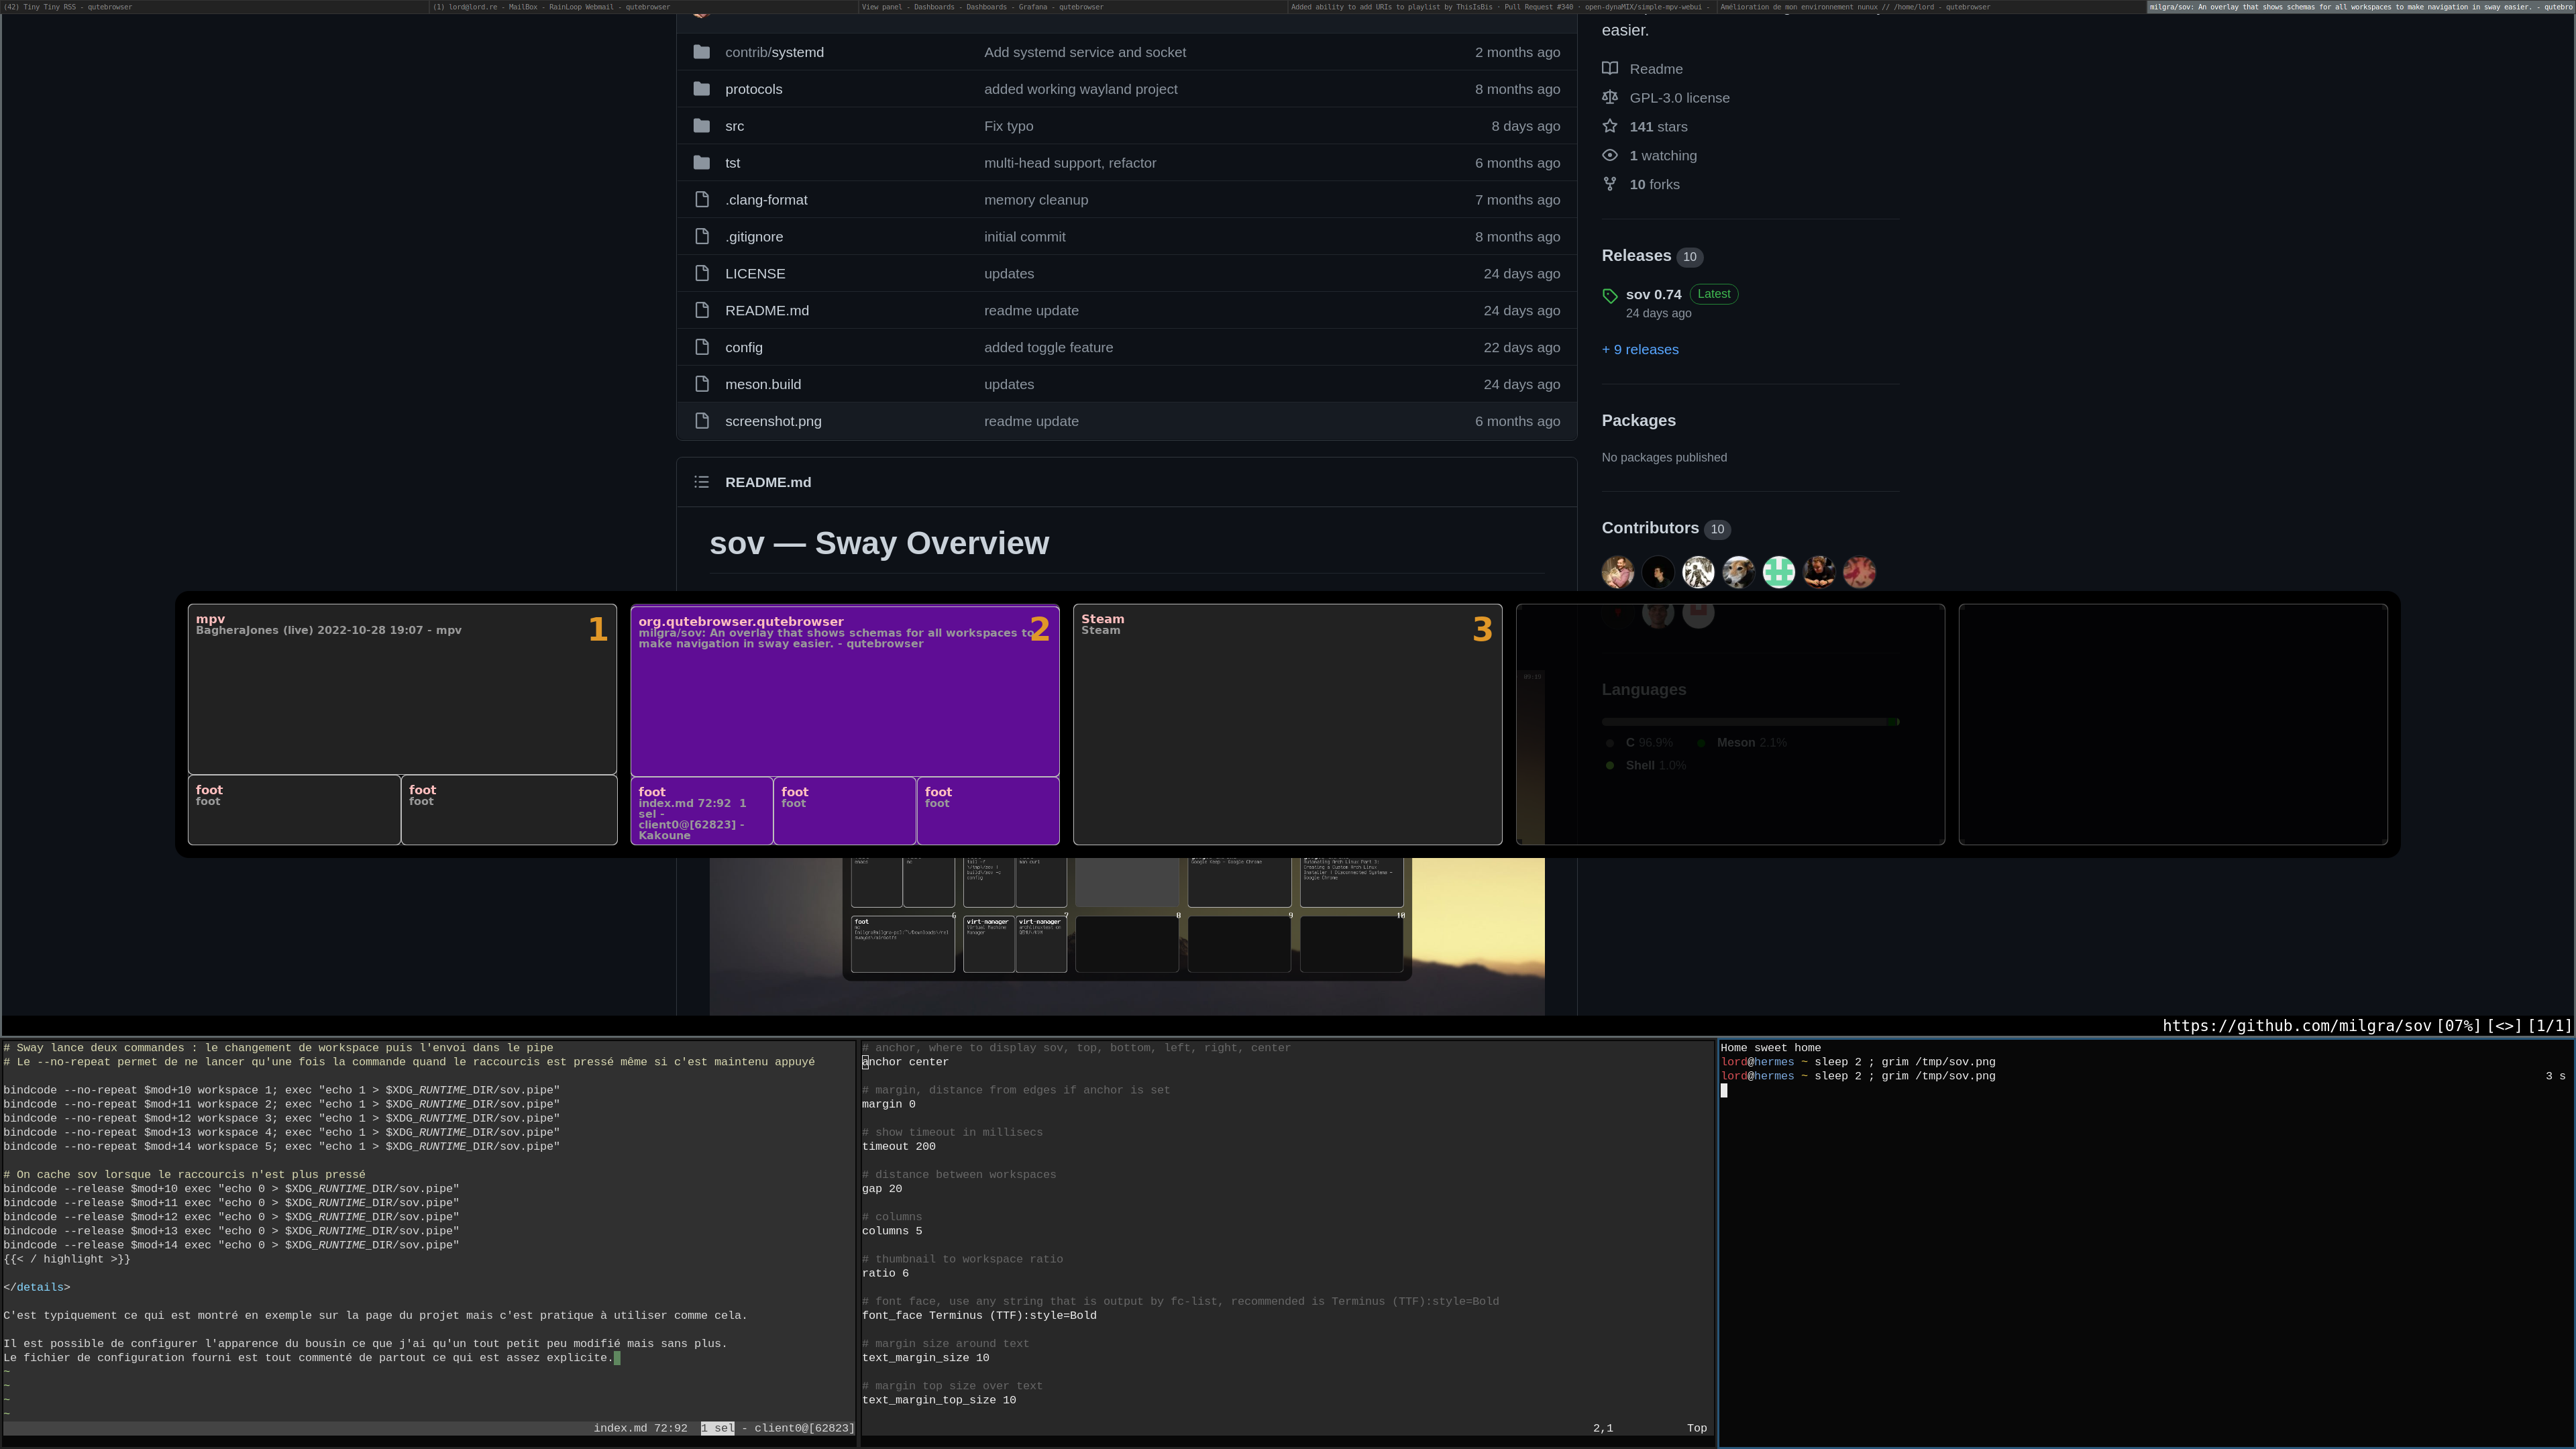 (42) Tiny Tiny RSS - qutebrowser
(1) lord@lord.re - MailBox - RainLoop Webmail - qutebrowser
View panel - Dashboards - Dashboards - Grafana - qutebrowser
Added ability to add URIs to playlist by ThisIsBis · Pull Request #340 · open-dynaMIX/simple-mpv-webui -
Amélioration de mon environement nunux // /home/lord - qutebrowser
milgra/sov: An overlay that shows schemas for all workspaces to make navigation in sway easier. - qutebro
easier.
contrib/systemd Add systemd service and socket 2 months ago
protocols added working wayland project 8 months ago
src Fix typo 8 days ago
tst multi-head support, refactor 6 months ago
.clang-format memory cleanup 7 months ago
.gitignore initial commit 8 months ago
LICENSE updates 24 days ago
README.md readme update 24 days ago
config added toggle feature 22 days ago
meson.build updates 24 days ago
screenshot.png readme update 6 months ago
Readme
GPL-3.0 license
141 stars
1 watching
10 forks
Releases 10
sov 0.74 Latest
24 days ago
+ 9 releases
Packages
No packages published
Contributors 10
README.md
sov — Sway Overview
mpv
BagheraJones (live) 2022-10-28 19:07 - mpv
1
foot
foot
foot
foot
org.qutebrowser.qutebrowser
milgra/sov: An overlay that shows schemas for all workspaces to
make navigation in sway easier. - qutebrowser
2
foot
index.md 72:92 1
sel -
client0@[62823] -
Kakoune
foot
foot
foot
foot
Steam
Steam
3
Languages
C 96.9% Meson 2.1%
Shell 1.0%
man curl
Google Keep - Google Chrome
Installer | Disconnected Systems -
Google Chrome
6
7
8
9
10
foot
virt-manager
Virtual Machine
Manager
virt-manager
https://github.com/milgra/sov [07%] [<>] [1/1]
# Sway lance deux commandes : le changement de workspace puis l'envoi dans le pipe
# Le --no-repeat permet de ne lancer qu'une fois la commande quand le raccourcis est pressé même si c'est maintenu appuyé
bindcode --no-repeat $mod+10 workspace 1; exec "echo 1 > $XDG_RUNTIME_DIR/sov.pipe"
bindcode --no-repeat $mod+11 workspace 2; exec "echo 1 > $XDG_RUNTIME_DIR/sov.pipe"
bindcode --no-repeat $mod+12 workspace 3; exec "echo 1 > $XDG_RUNTIME_DIR/sov.pipe"
bindcode --no-repeat $mod+13 workspace 4; exec "echo 1 > $XDG_RUNTIME_DIR/sov.pipe"
bindcode --no-repeat $mod+14 workspace 5; exec "echo 1 > $XDG_RUNTIME_DIR/sov.pipe"
# On cache sov lorsque le raccourcis n'est plus pressé
bindcode --release $mod+10 exec "echo 0 > $XDG_RUNTIME_DIR/sov.pipe"
bindcode --release $mod+11 exec "echo 0 > $XDG_RUNTIME_DIR/sov.pipe"
bindcode --release $mod+12 exec "echo 0 > $XDG_RUNTIME_DIR/sov.pipe"
bindcode --release $mod+13 exec "echo 0 > $XDG_RUNTIME_DIR/sov.pipe"
bindcode --release $mod+14 exec "echo 0 > $XDG_RUNTIME_DIR/sov.pipe"
{{< / highlight >}}
</details>
C'est typiquement ce qui est montré en exemple sur la page du projet mais c'est pratique à utiliser comme cela.
Il est possible de configurer l'apparence du bousin ce que j'ai qu'un tout petit peu modifié mais sans plus.
Le fichier de configuration fourni est tout commenté de partout ce qui est assez explicite.
~
~
~
~
index.md 72:92 1 sel - client0@[62823]
# anchor, where to display sov, top, bottom, left, right, center
anchor center
# margin, distance from edges if anchor is set
margin 0
# show timeout in millisecs
timeout 200
# distance between workspaces
gap 20
# columns
columns 5
# thumbnail to workspace ratio
ratio 6
# font face, use any string that is output by fc-list, recommended is Terminus (TTF):style=Bold
font_face Terminus (TTF):style=Bold
# margin size around text
text_margin_size 10
# margin top size over text
text_margin_top_size 10
2,1 Top
Home sweet home
lord@hermes ~ sleep 2 ; grim /tmp/sov.png
lord@hermes ~ sleep 2 ; grim /tmp/sov.png 3 s